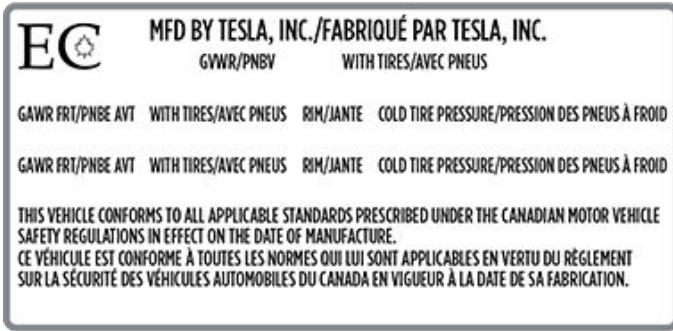 EC
MFD BY TESLA, INC./FABRIQUÉ PAR TESLA, INC.
GVWR/PNBV WITH TIRES/AVEC PNEUS
GAWR FRT/PNBE AVT WITH TIRES/AVEC PNEUS RIM/JANTE COLD TIRE PRESSURE/PRESSION DES PNEUS À FROID
GAWR FRT/PNBE AVT WITH TIRES/AVEC PNEUS RIM/JANTE COLD TIRE PRESSURE/PRESSION DES PNEUS À FROID
THIS VEHICLE CONFORMS TO ALL APPLICABLE STANDARDS PRESCRIBED UNDER THE CANADIAN MOTOR VEHICLE
SAFETY REGULATIONS IN EFFECT ON THE DATE OF MANUFACTURE.
CE VÉHICULE EST CONFORME À TOUTES LES NORMES QUI LUI SONT APPLICABLES EN VERTU DU RÈGLEMENT
SUR LA SÉCURITÉ DES VÉHICULES AUTOMOBILES DU CANADA EN VIGUEUR À LA DATE DE SA FABRICATION.